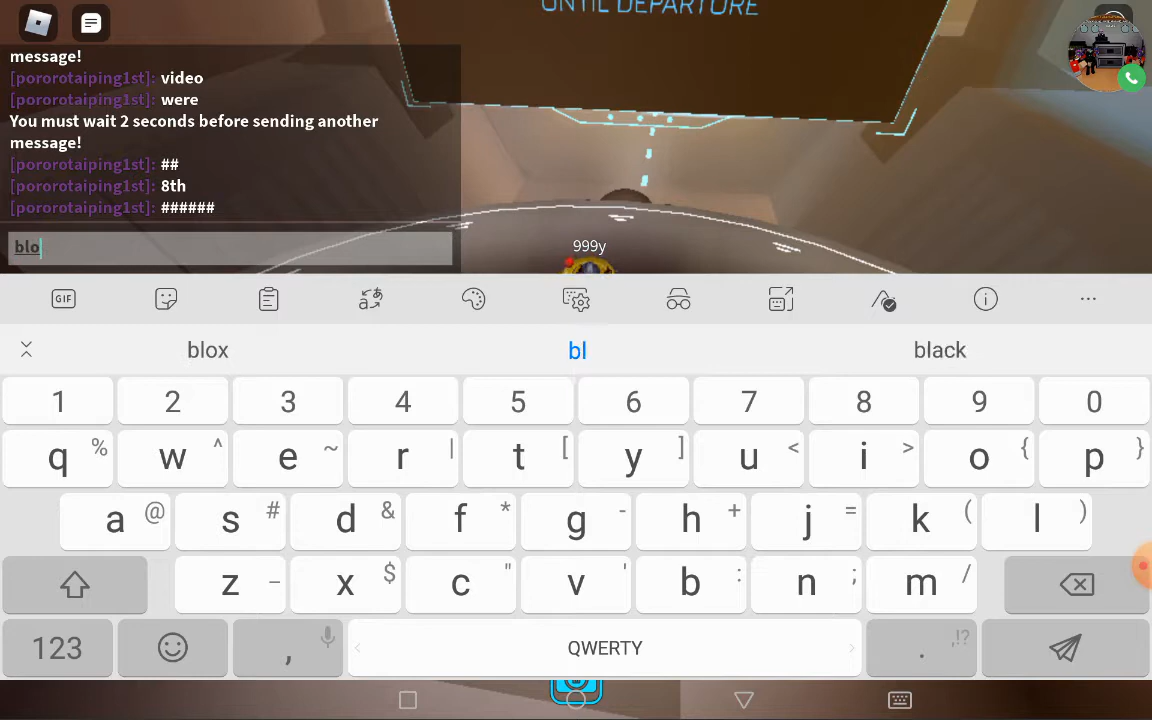 UNTIL DEPARTURE
message!
[pororotaiping1st]: video
[pororotaiping1st]: were
You must wait 2 seconds before sending another
message!
[pororotaiping1st]: ##
[pororotaiping1st]: 8th
[pororotaiping1st]: ######
blo
999y
GIF
blox bl black
1 2 3 4 5 6 7 8 9 0
q % w ^ e ~ r | t [ y ] u < i > o { p }
a @ s # d & f * g - h + j = k ( l )
z _ x $ c " v ' b : n ; m /
123 , QWERTY . ,!?